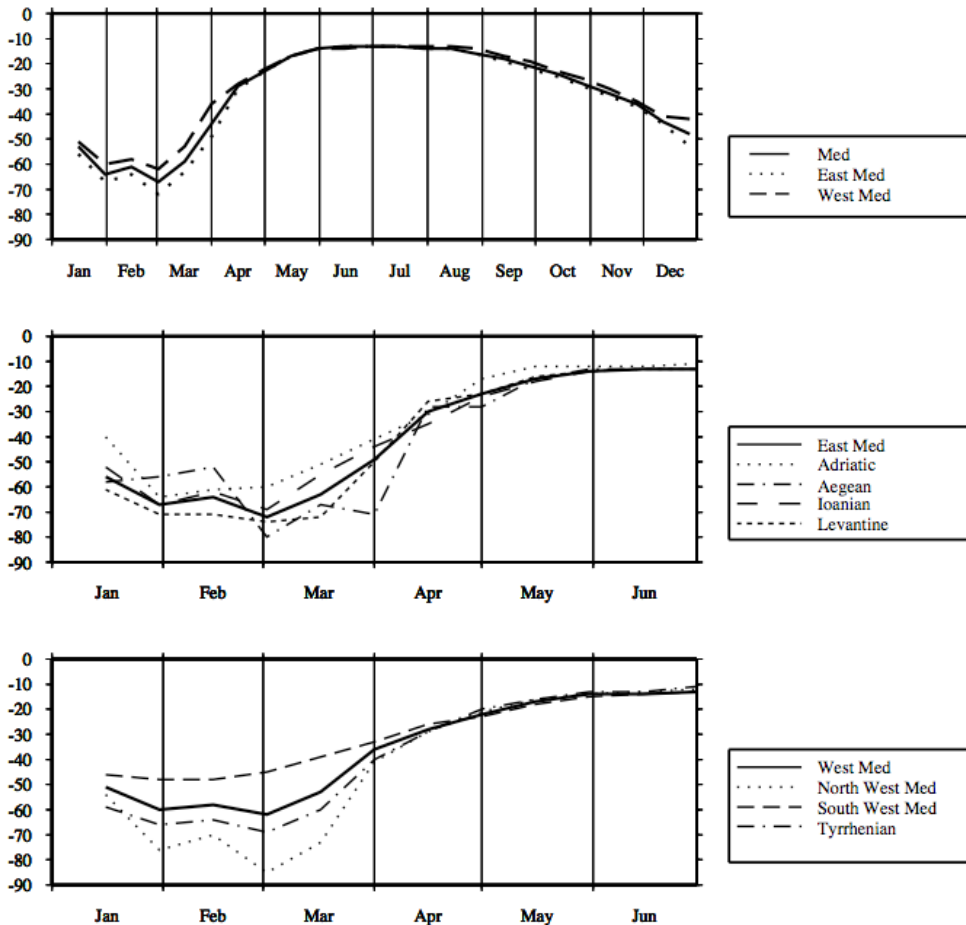 0
-10
-20
-30
-40
-50
-60
-70
-80
-90
Jan Feb Mar Apr May Jun Jul Aug Sep Oct Nov Dec
Med
East Med
West Med
0
-10
-20
-30
-40
-50
-60
-70
-80
-90
Jan Feb Mar Apr May Jun
East Med
Adriatic
Aegean
Ioanian
Levantine
0
-10
-20
-30
-40
-50
-60
-70
-80
-90
Jan Feb Mar Apr May Jun
West Med
North West Med
South West Med
Tyrrhenian